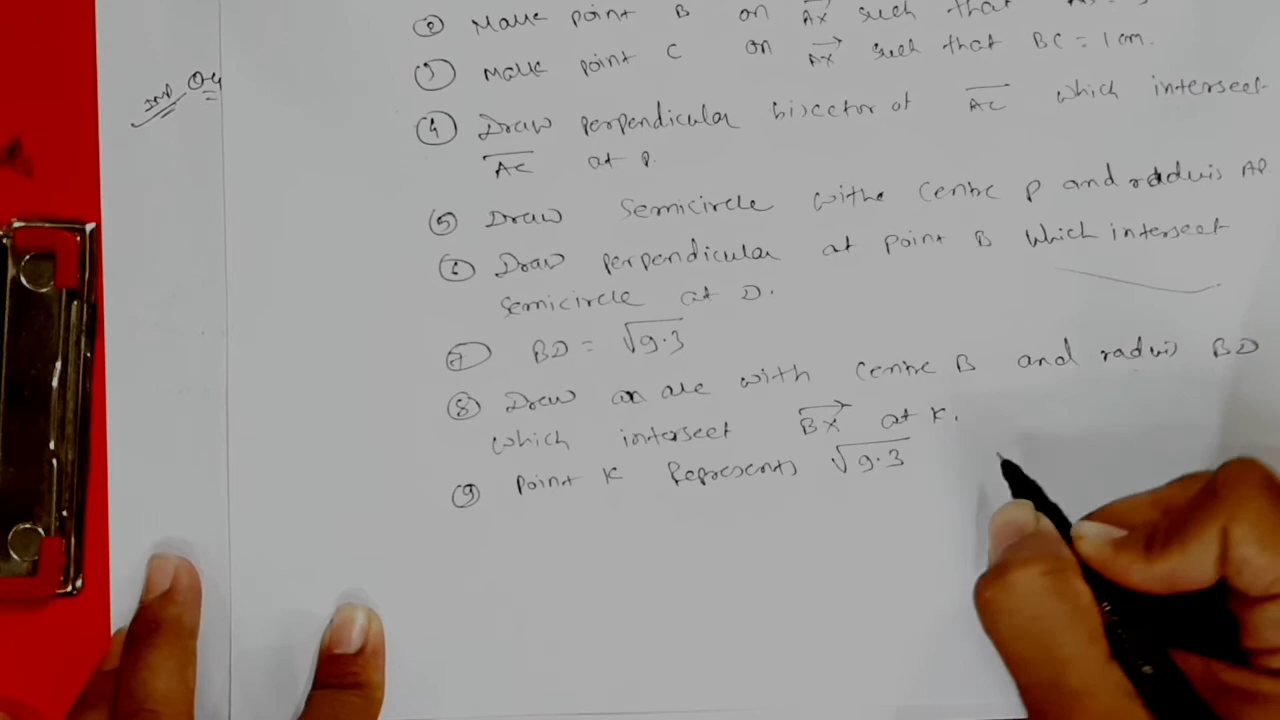 ② Make point B on AX such that
③ Make point C on AX such that BC = 1 cm.
IMP Q4
④ Draw perpendicular bisector of AC which intersect
AC at P.
⑤ Draw semicircle withe centre P and radius AP.
⑥ Draw perpendicular at point B which intersect
semicircle at D.
⑦ BD = √9.3
⑧ Draw an arc with centre B and radius BD
which intersect BX at K.
⑨ Point K Represents √9.3